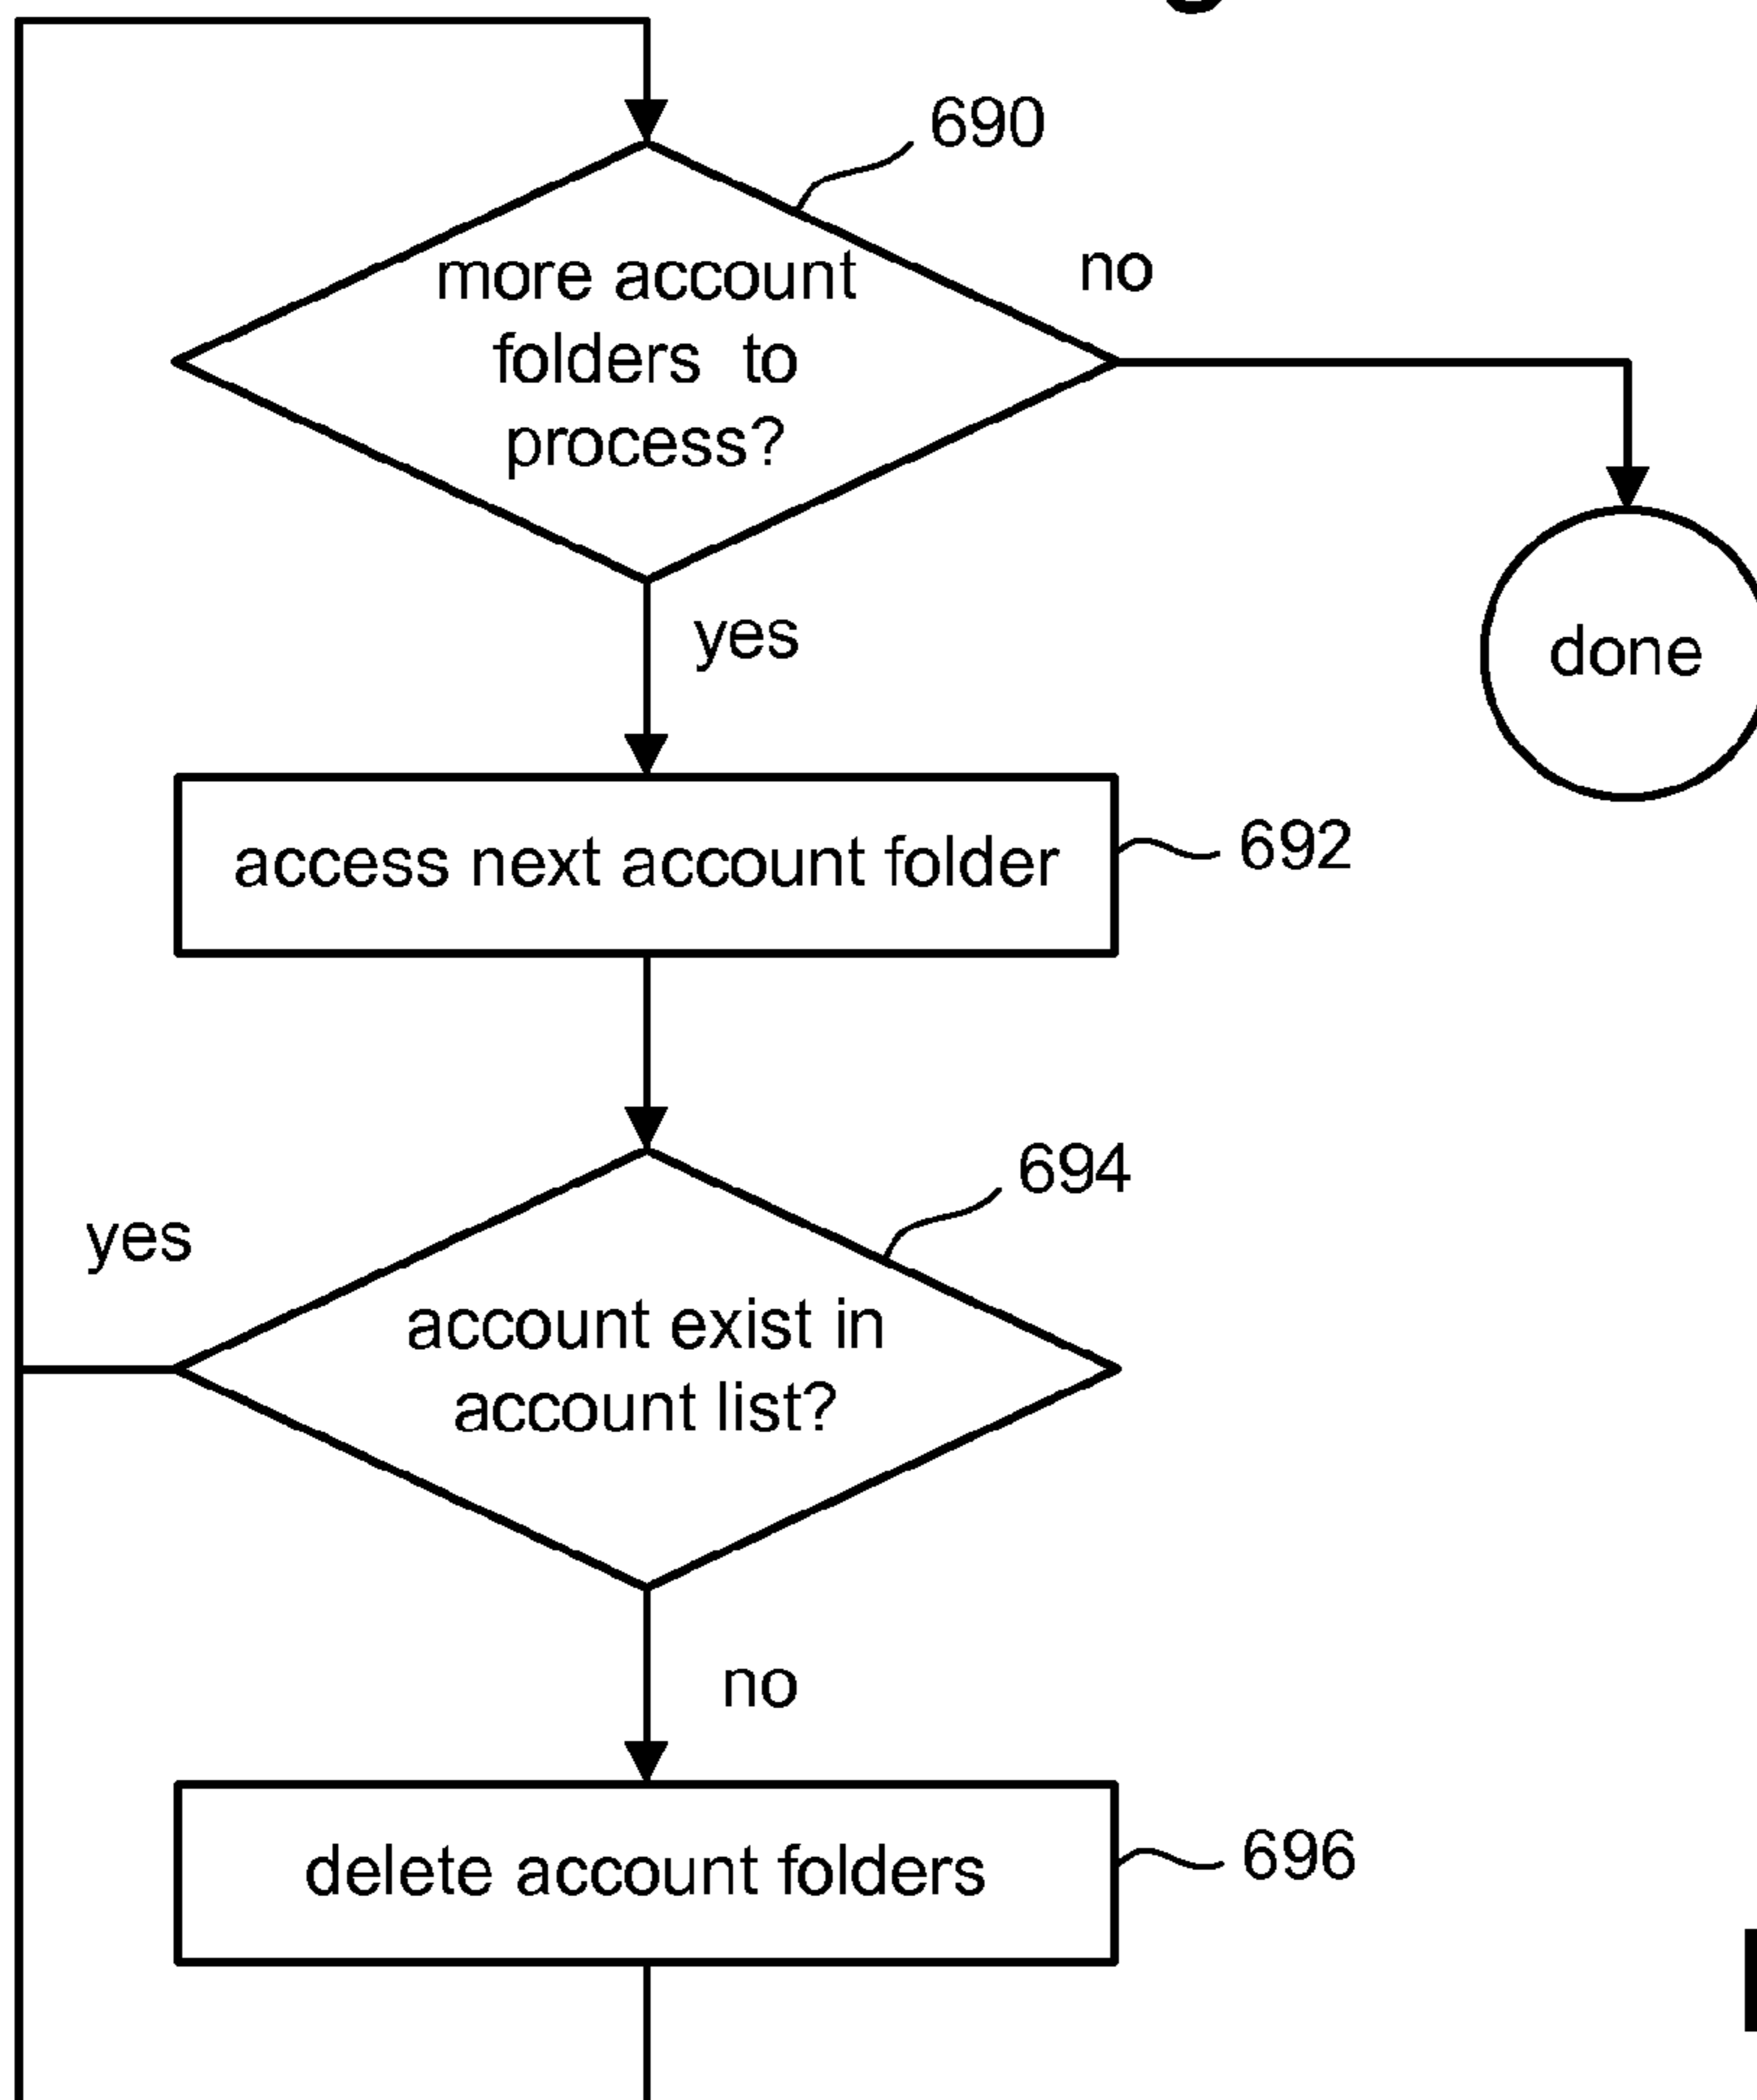 690
more account
folders to
process?
no
yes
done
access next account folder
692
694
yes
account exist in
account list?
no
delete account folders
696